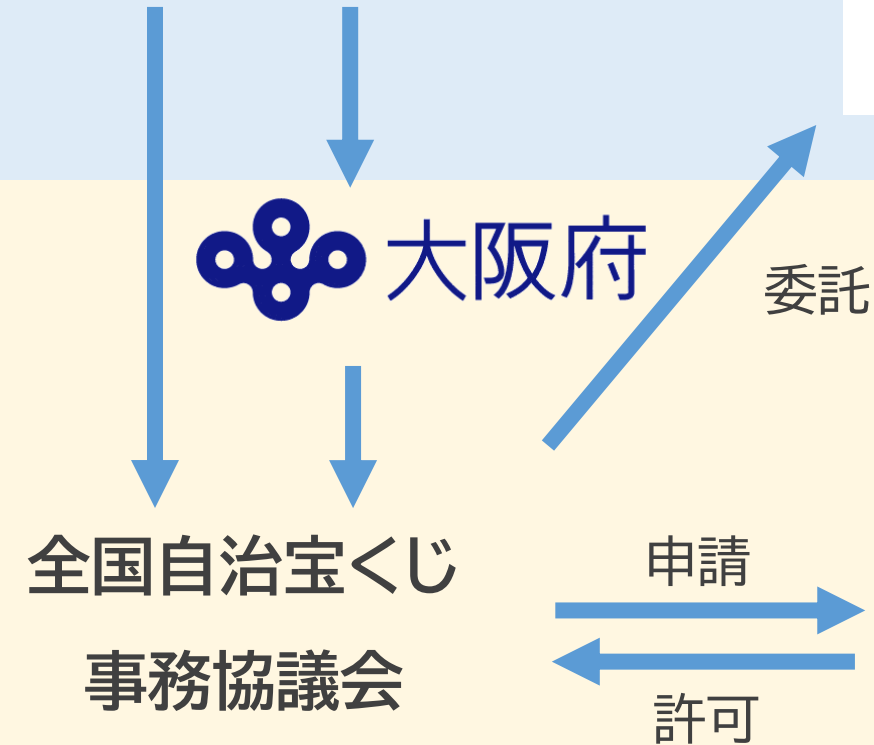 大阪府
委託
全国自治宝くじ
事務協議会
申請
許可